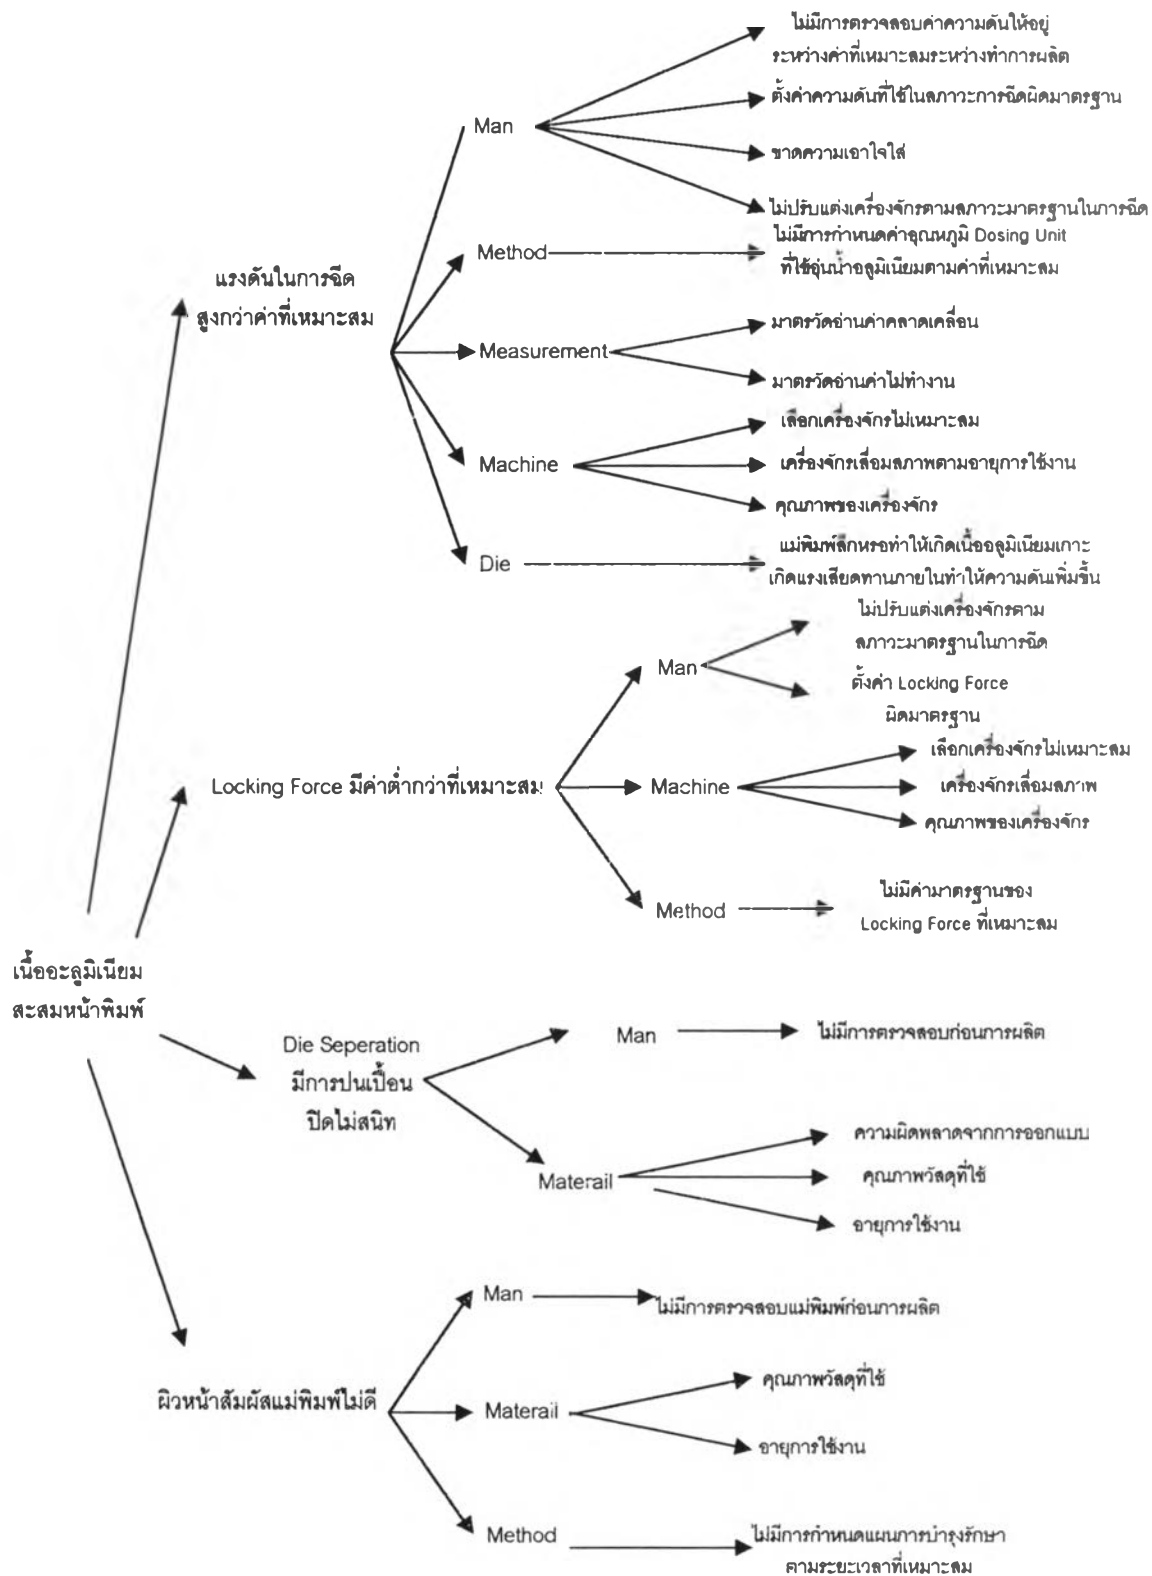 ไม่มีการตรวจสอบค่าความดันให้อยู่
ระหว่างค่าที่เหมาะสมระหว่างทำการผลิต
ตั้งค่าความดันที่ใช้ในสภาวะการฉีดผิดมาตรฐาน
Man
ขาดความเอาใจใส่
ไม่ปรับแต่งเครื่องจักรตามสภาวะมาตรฐานในการฉีด
Method
ไม่มีการกำหนดค่าอุณหภูมิ Dosing Unit
ที่ใช้อุ่นน้ำอลูมิเนียมตามค่าที่เหมาะสม
แรงดันในการฉีด
สูงกว่าค่าที่เหมาะสม
มาตรวัดอ่านค่าคลาดเคลื่อน
Measurement
มาตรวัดอ่านค่าไม่ทำงาน
เลือกเครื่องจักรไม่เหมาะสม
Machine
เครื่องจักรเสื่อมสภาพตามอายุการใช้งาน
คุณภาพของเครื่องจักร
Die
แม่พิมพ์สึกหรอทำให้เกิดเนื้ออลูมิเนียมเกาะ
เกิดแรงเสียดทานภายในทำให้ความดันเพิ่มขึ้น
ไม่ปรับแต่งเครื่องจักรตาม
สภาวะมาตรฐานในการฉีด
Man
ตั้งค่า Locking Force
ผิดมาตรฐาน
เลือกเครื่องจักรไม่เหมาะสม
Locking Force มีค่าต่ำกว่าที่เหมาะสม
Machine
เครื่องจักรเสื่อมสภาพ
คุณภาพของเครื่องจักร
Method
ไม่มีค่ามาตรฐานของ
Locking Force ที่เหมาะสม
เนื้ออะลูมิเนียม
สะสมหน้าพิมพ์
Die Seperation
มีการปนเปื้อน
ปิดไม่สนิท
Man
ไม่มีการตรวจสอบก่อนการผลิต
ความผิดพลาดจากการออกแบบ
Materail
คุณภาพวัสดุที่ใช้
อายุการใช้งาน
Man
ไม่มีการตรวจสอบแม่พิมพ์ก่อนการผลิต
ผิวหน้าสัมผัสแม่พิมพ์ไม่ดี
คุณภาพวัสดุที่ใช้
Materail
อายุการใช้งาน
Method
ไม่มีการกำหนดแผนการบำรุงรักษา
ตามระยะเวลาที่เหมาะสม